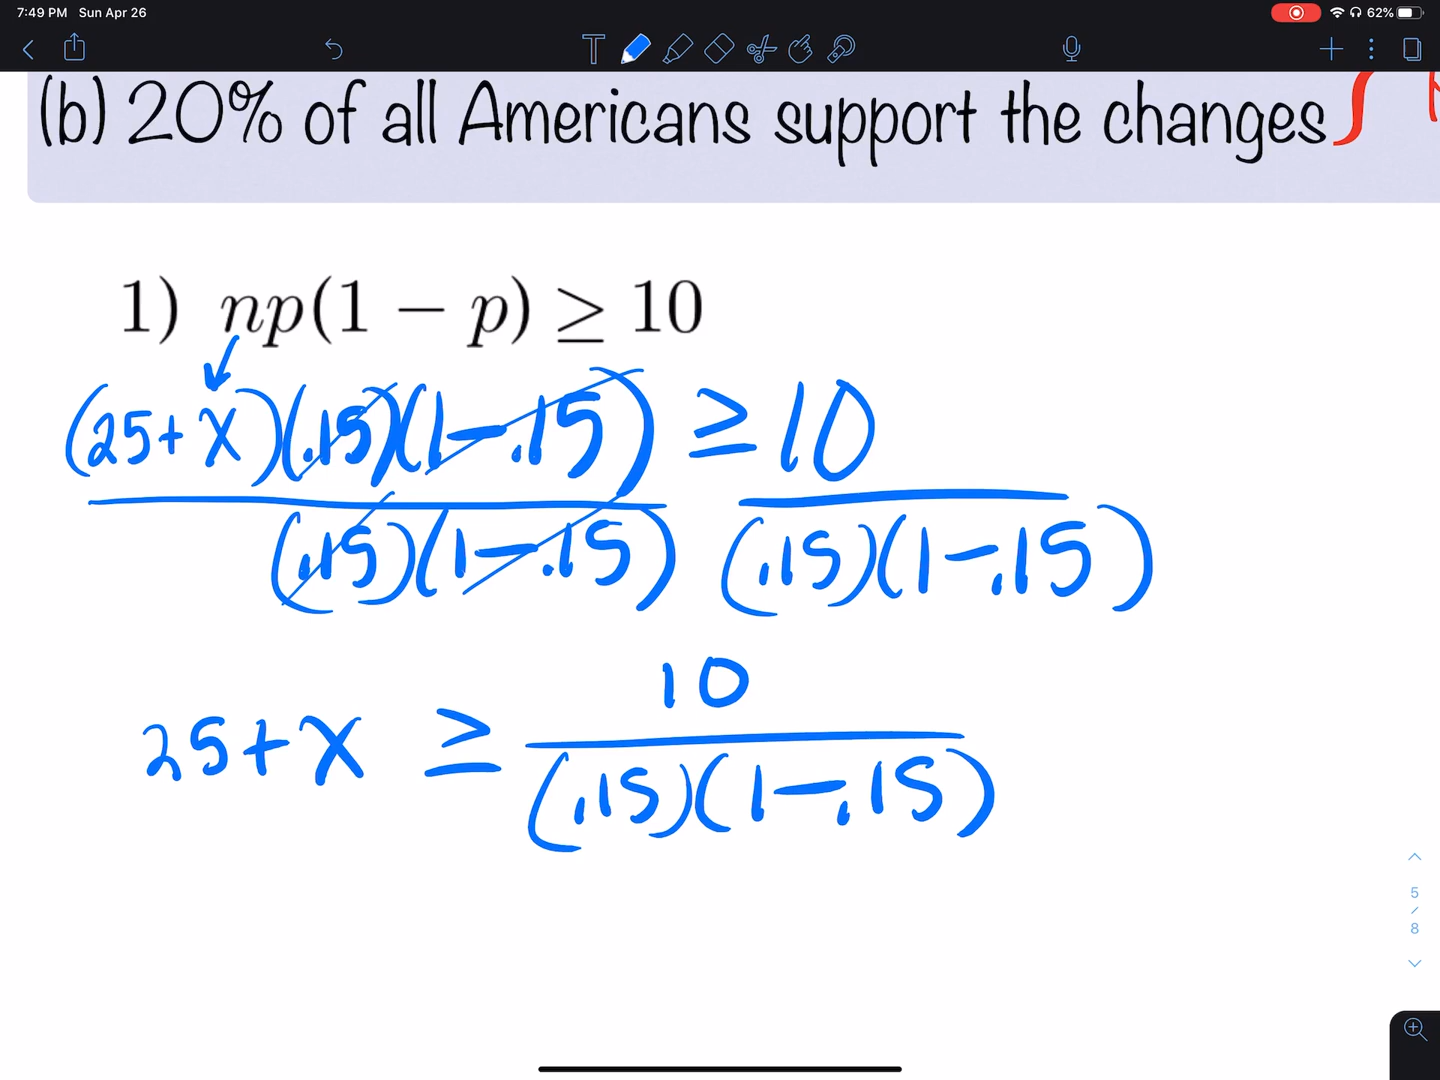 7:49 PM Sun Apr 26 62%
T
(b) 20% of all Americans support the changes
1) np(1 − p) ≥ 10
(25+X)(.15)(1−.15) ≥ 10
(.15)(1−.15) (.15)(1−.15)
10
25+X ≥
(.15)(1−.15)
5
/
8